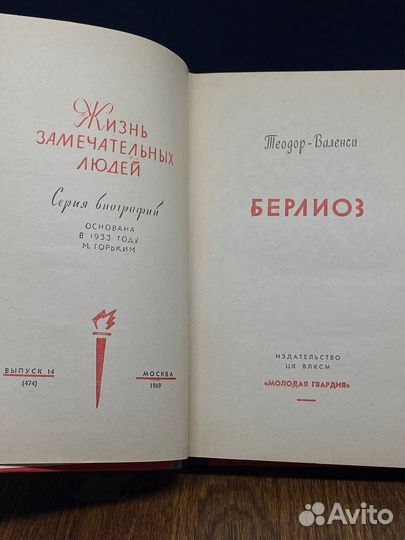 Жизнь
ЗАМЕЧАТЕЛЬНЫХ
ЛЮДЕЙ
Серия биографий
ОСНОВАНА
В 1933 ГОДУ
М. ГОРЬКИМ
ВЫПУСК 14
(474)
МОСКВА
1969
Теодор-Валенси
БЕРЛИОЗ
ИЗДАТЕЛЬСТВО
ЦК ВЛКСМ
«МОЛОДАЯ ГВАРДИЯ»
Avito